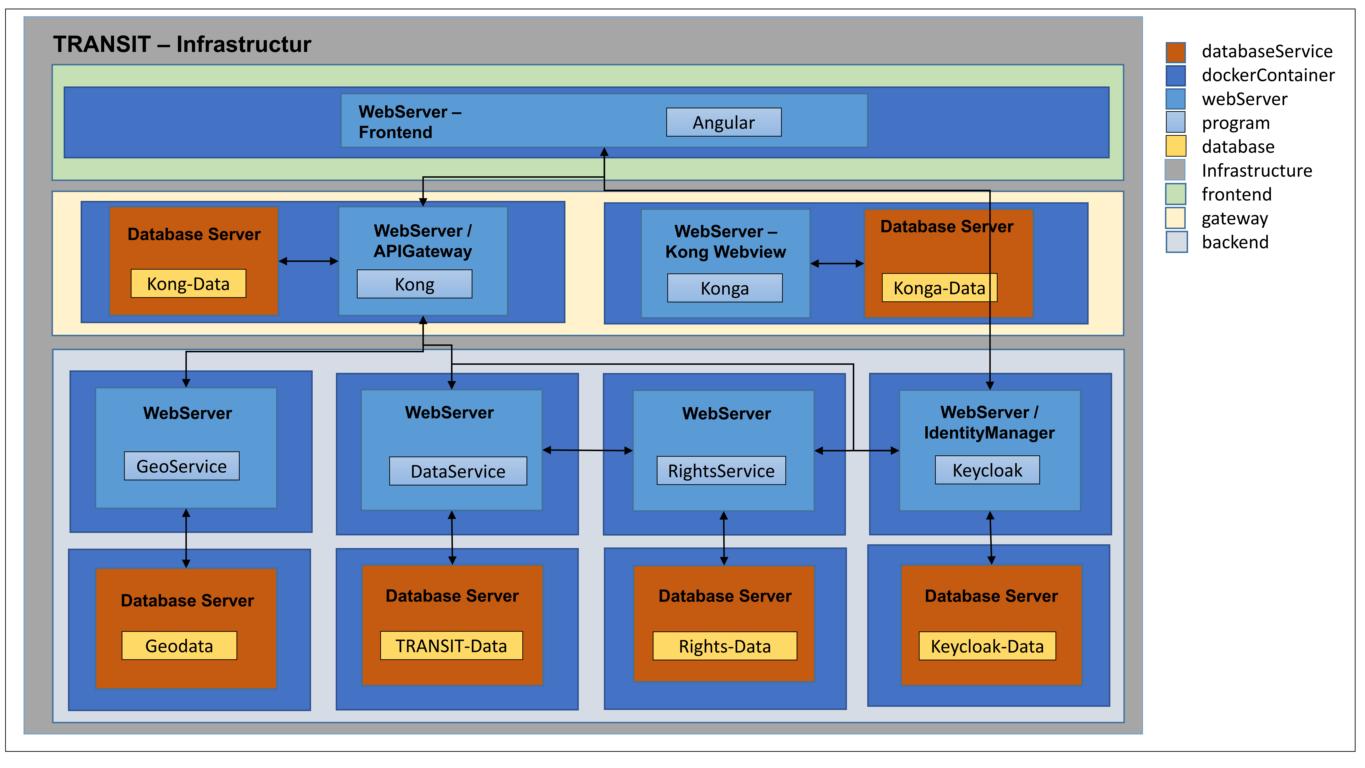 TRANSIT – Infrastructur
WebServer –
Frontend
Angular
Database Server
Kong-Data
WebServer /
APIGateway
Kong
WebServer –
Kong Webview
Konga
Database Server
Konga-Data
WebServer
GeoService
WebServer
DataService
WebServer
RightsService
WebServer /
IdentityManager
Keycloak
Database Server
Geodata
Database Server
TRANSIT-Data
Database Server
Rights-Data
Database Server
Keycloak-Data
databaseService
dockerContainer
webServer
program
database
Infrastructure
frontend
gateway
backend